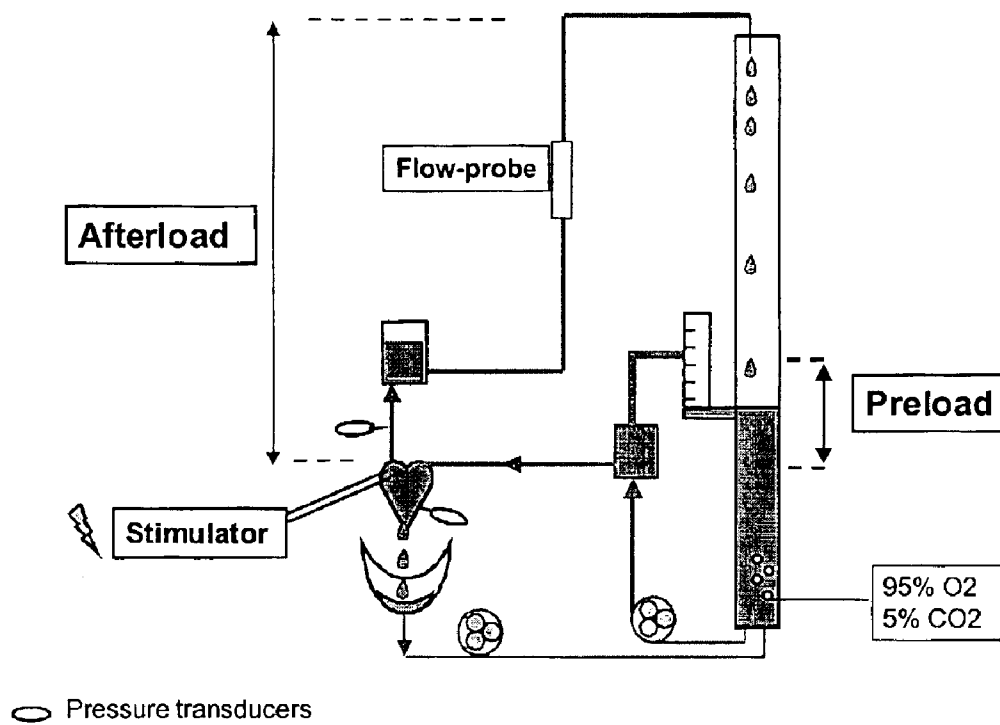 Flow-probe
Afterload
Preload
Stimulator
95% O2
5% CO2
Pressure transducers